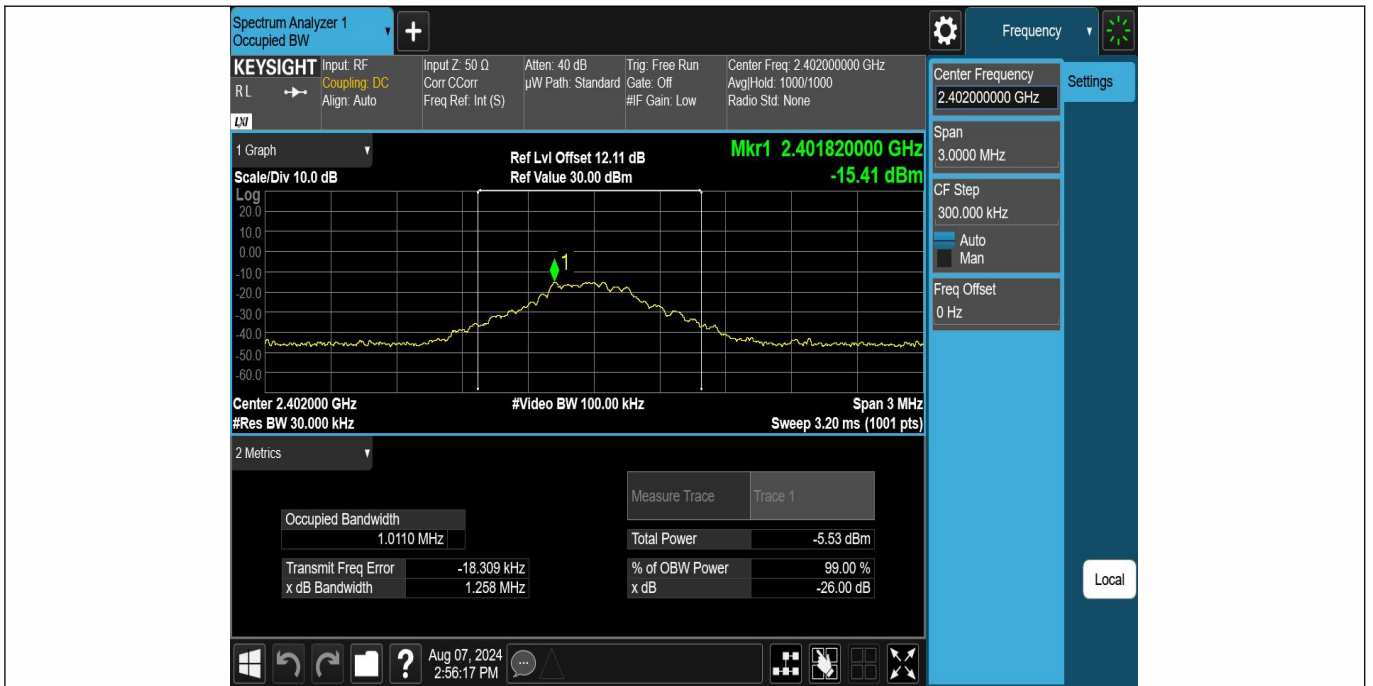 Spectrum Analyzer 1
Occupied BW
Frequency
KEYSIGHT
RL
LXI
Input: RF
Coupling: DC
Align: Auto
Input Z: 50 Ω
Corr CCorr
Freq Ref: Int (S)
Atten: 40 dB
µW Path: Standard
Trig: Free Run
Gate: Off
#IF Gain: Low
Center Freq: 2.402000000 GHz
Avg|Hold: 1000/1000
Radio Std: None
1 Graph
Scale/Div 10.0 dB
Ref Lvl Offset 12.11 dB
Ref Value 30.00 dBm
Mkr1 2.401820000 GHz
-15.41 dBm
Log
20.0
10.0
0.00
-10.0
-20.0
-30.0
-40.0
-50.0
-60.0
1
Center 2.402000 GHz
#Video BW 100.00 kHz
Span 3 MHz
#Res BW 30.000 kHz
Sweep 3.20 ms (1001 pts)
2 Metrics
Measure Trace
Trace 1
Occupied Bandwidth
1.0110 MHz
Total Power
-5.53 dBm
Transmit Freq Error
-18.309 kHz
% of OBW Power
99.00 %
x dB Bandwidth
1.258 MHz
x dB
-26.00 dB
?
Aug 07, 2024
2:56:17 PM
Center Frequency
2.402000000 GHz
Settings
Span
3.0000 MHz
CF Step
300.000 kHz
Auto
Man
Freq Offset
0 Hz
Local